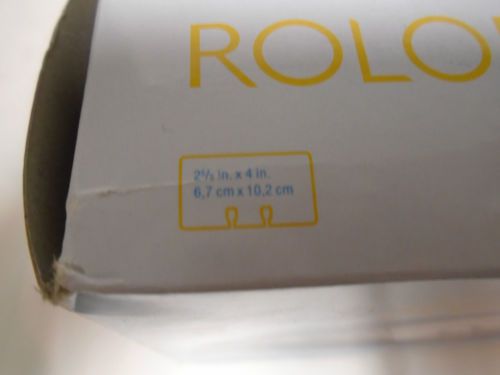 ROLO
2⅝ in. x 4 in.
6,7 cm x 10,2 cm